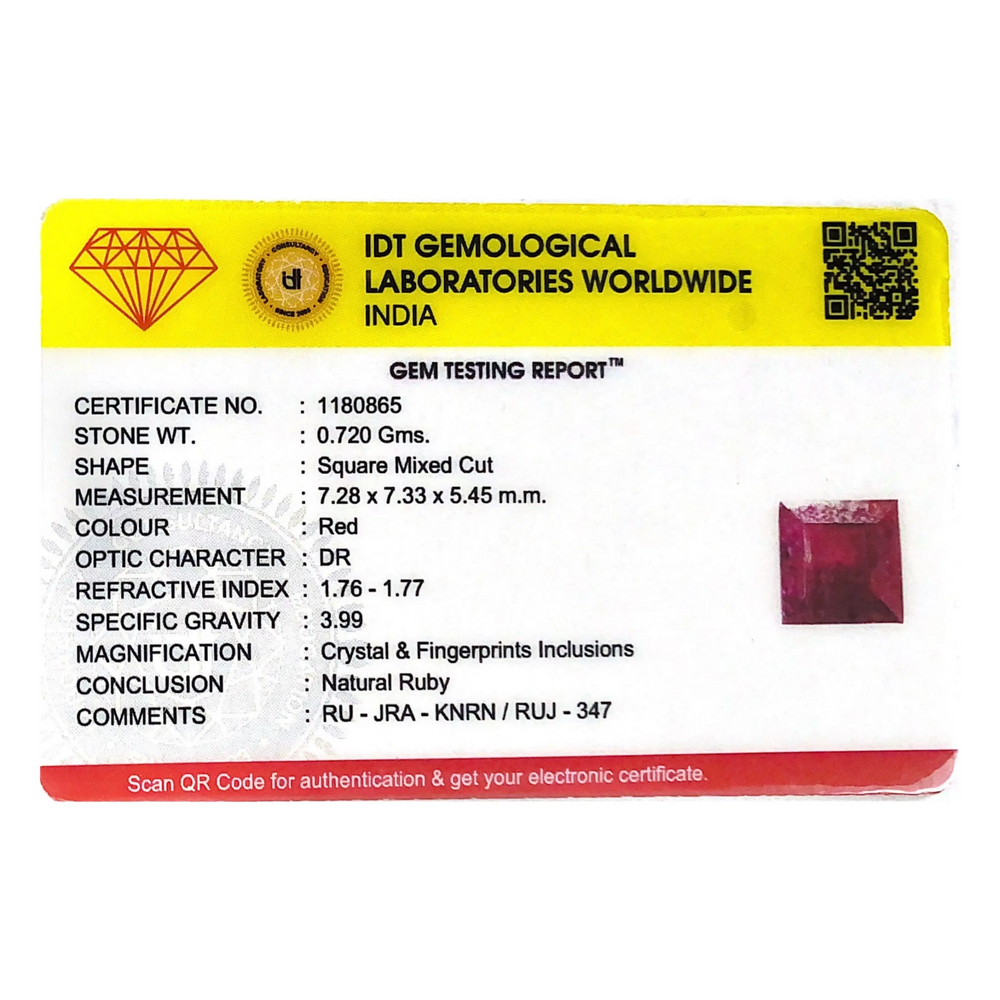 IDT GEMOLOGICAL
LABORATORIES WORLDWIDE
INDIA
CONSULTANCY
idt
SINCE
GEM TESTING REPORT™
CERTIFICATE NO. : 1180865
STONE WT. : 0.720 Gms.
SHAPE : Square Mixed Cut
MEASUREMENT : 7.28 x 7.33 x 5.45 m.m.
COLOUR : Red
OPTIC CHARACTER : DR
REFRACTIVE INDEX : 1.76 - 1.77
SPECIFIC GRAVITY : 3.99
MAGNIFICATION : Crystal & Fingerprints Inclusions
CONCLUSION : Natural Ruby
COMMENTS : RU - JRA - KNRN / RUJ - 347
Scan QR Code for authentication & get your electronic certificate.